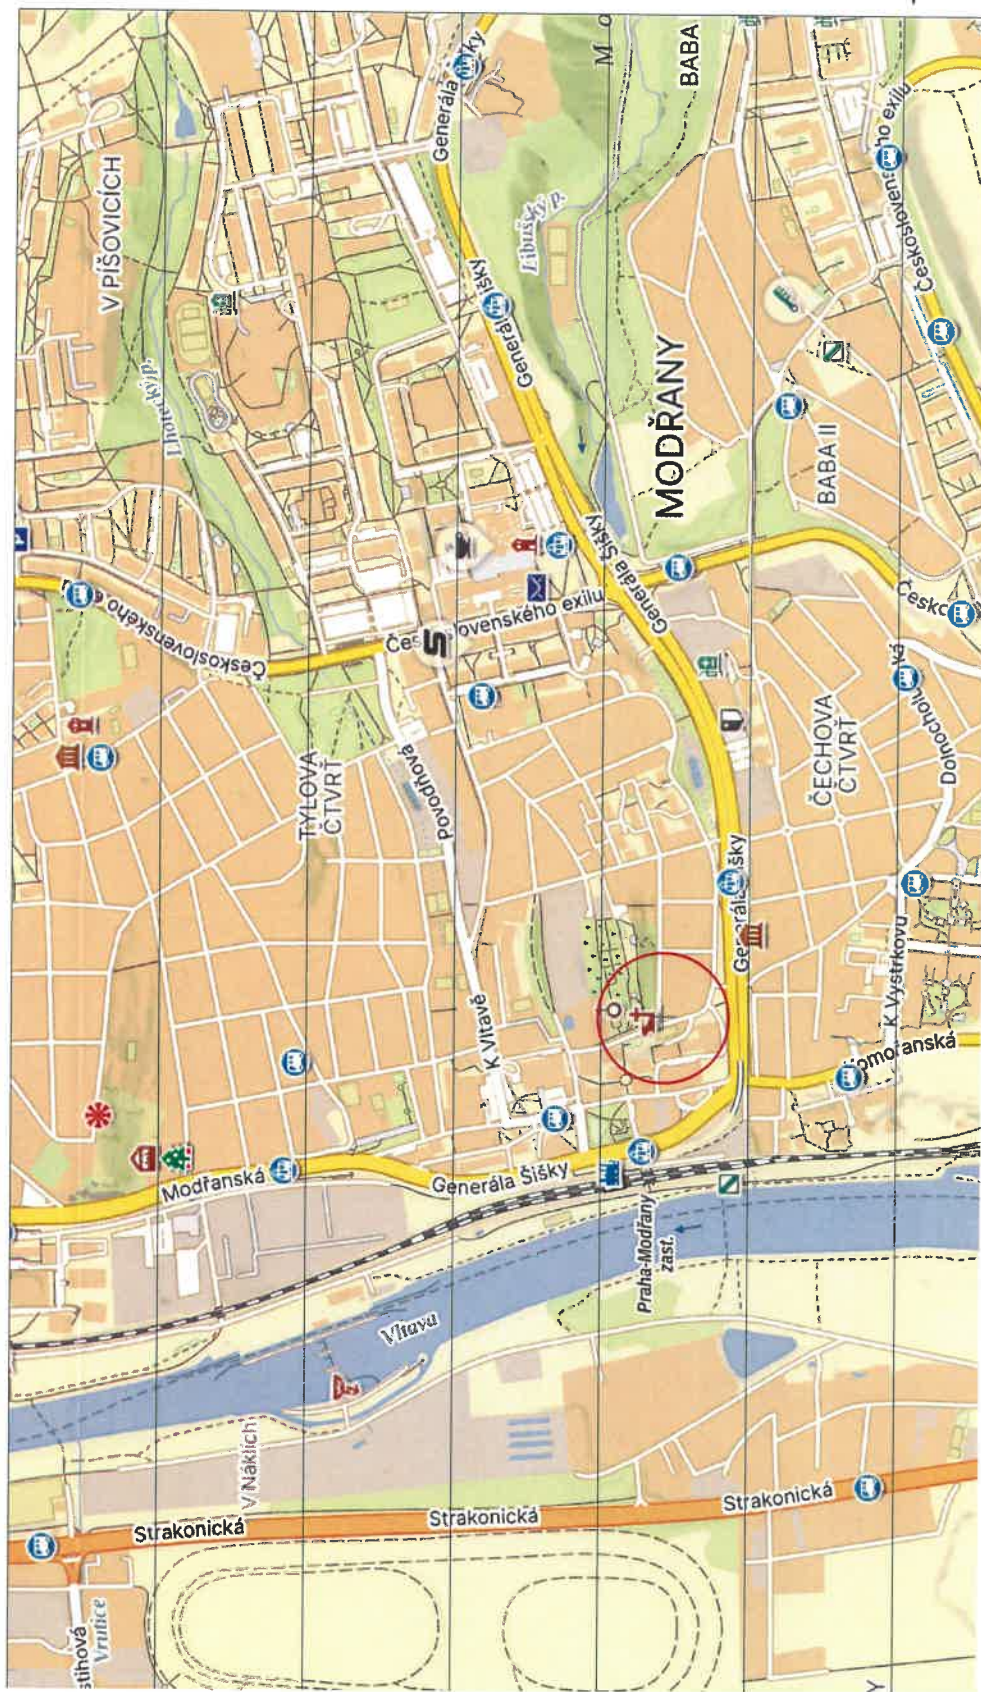 V PÍŠOVICÍCH
Lhotecký p.
Generála Šišky
Libušský p.
BABA
M o
Československého exilu
Generála Šišky
MODŘANY
BABA II
Československého
Československého exilu
Generála Šišky
TYLOVA
ČTVRŤ
Povodňová
ČECHOVA
ČTVRŤ
Dolnocholupická
K Vltavě
Generála Šišky
K Vystrkovu
Komořanská
Modřanská
Generála Šišky
Praha-Modřany
zast.
Vltava
V Náklích
Strakonická
Strakonická
Strakonická
Vrutice
P